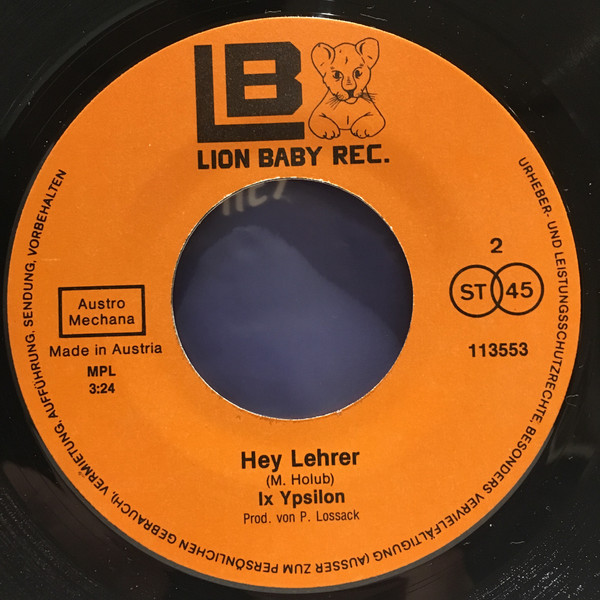 LB
LION BABY REC.
URHEBER- UND LEISTUNGSSCHUTZRECHTE, BESONDERS VERVIELFÄLTIGUNG (AUSSER ZUM PERSÖNLICHEN GEBRAUCH), VERMIETUNG, AUFFÜHRUNG, SENDUNG, VORBEHALTEN
2
ST 45
113553
Austro
Mechana
Made in Austria
MPL
3:24
Hey Lehrer
(M. Holub)
Ix Ypsilon
Prod. von P. Lossack